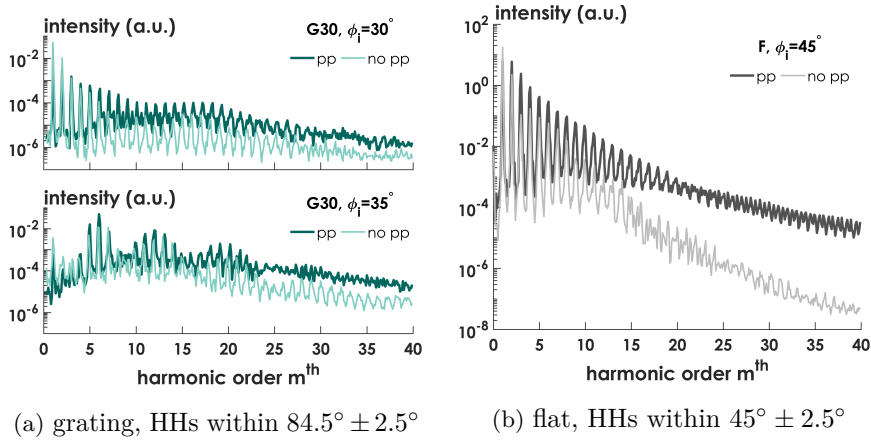 intensity (a.u.)
G30, ϕᵢ=30°
pp no pp
10⁻²
10⁻⁴
10⁻⁶
intensity (a.u.)
G30, ϕᵢ=35°
pp no pp
10⁻²
10⁻⁴
10⁻⁶
0 5 10 15 20 25 30 35 40
harmonic order mᵗʰ
(a) grating, HHs within 84.5° ± 2.5°
intensity (a.u.)
F, ϕᵢ=45°
pp no pp
10²
10⁰
10⁻²
10⁻⁴
10⁻⁶
10⁻⁸
0 5 10 15 20 25 30 35 40
harmonic order mᵗʰ
(b) flat, HHs within 45° ± 2.5°